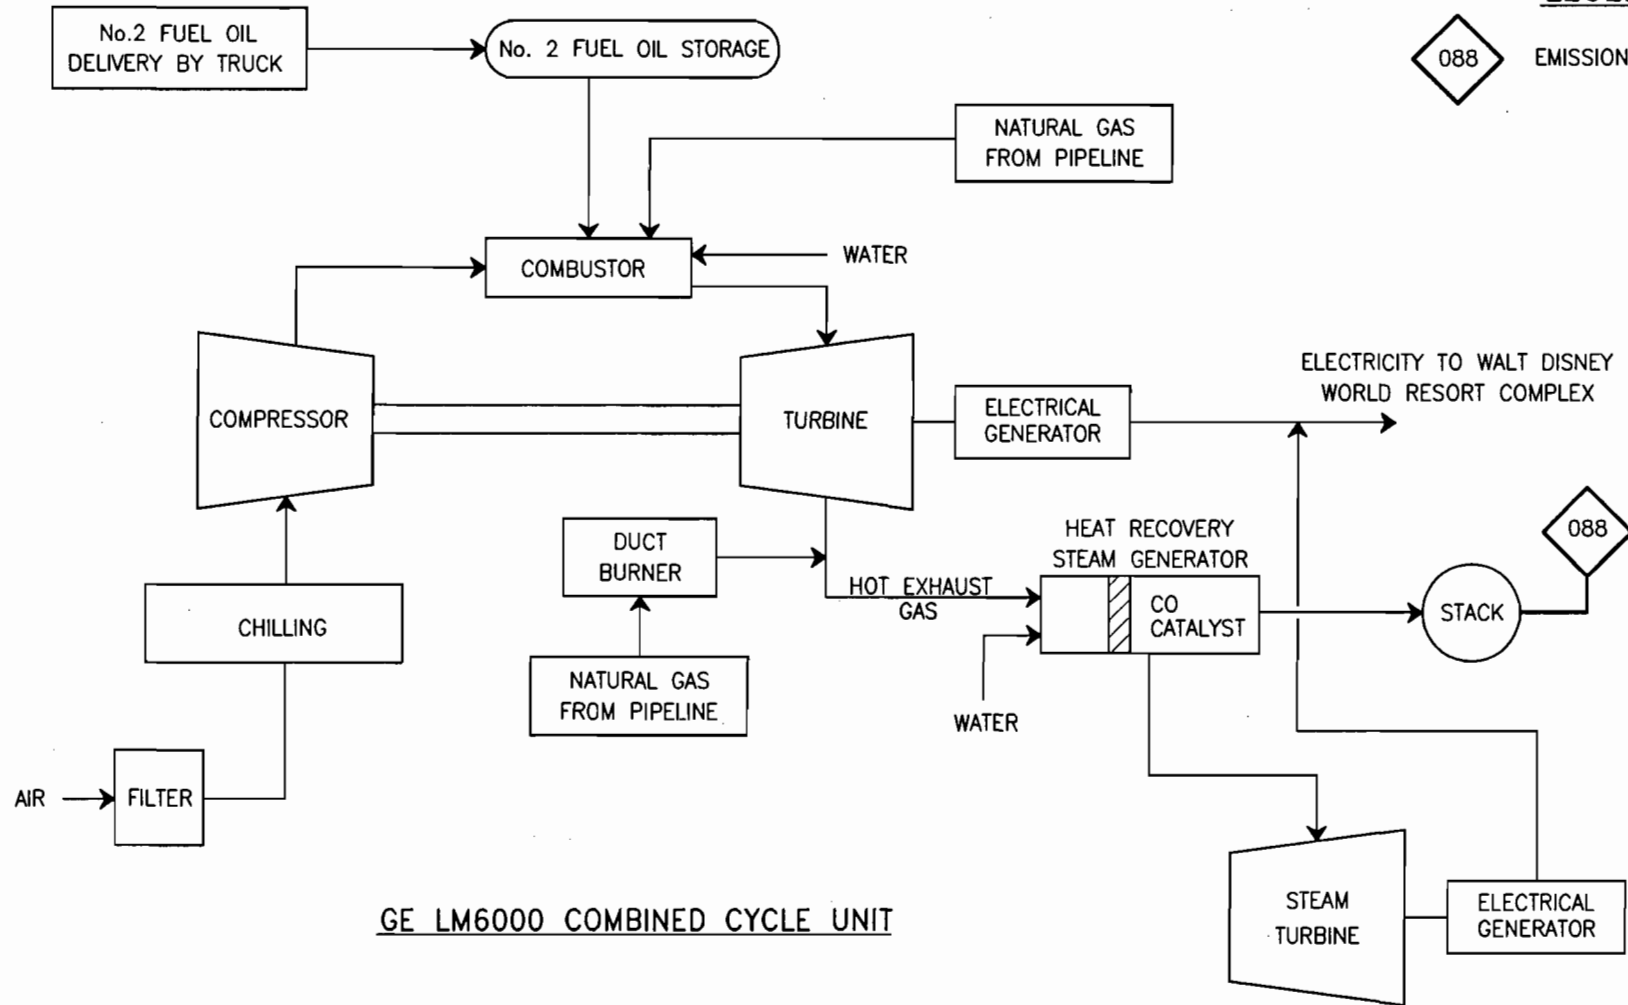 No.2 FUEL OIL
DELIVERY BY TRUCK
No. 2 FUEL OIL STORAGE
088
EMISSION
NATURAL GAS
FROM PIPELINE
COMBUSTOR
WATER
COMPRESSOR
TURBINE
ELECTRICAL
GENERATOR
ELECTRICITY TO WALT DISNEY
WORLD RESORT COMPLEX
DUCT
BURNER
HEAT RECOVERY
STEAM GENERATOR
088
HOT EXHAUST
GAS
CO
CATALYST
STACK
CHILLING
NATURAL GAS
FROM PIPELINE
WATER
AIR
FILTER
STEAM
TURBINE
ELECTRICAL
GENERATOR
GE LM6000 COMBINED CYCLE UNIT